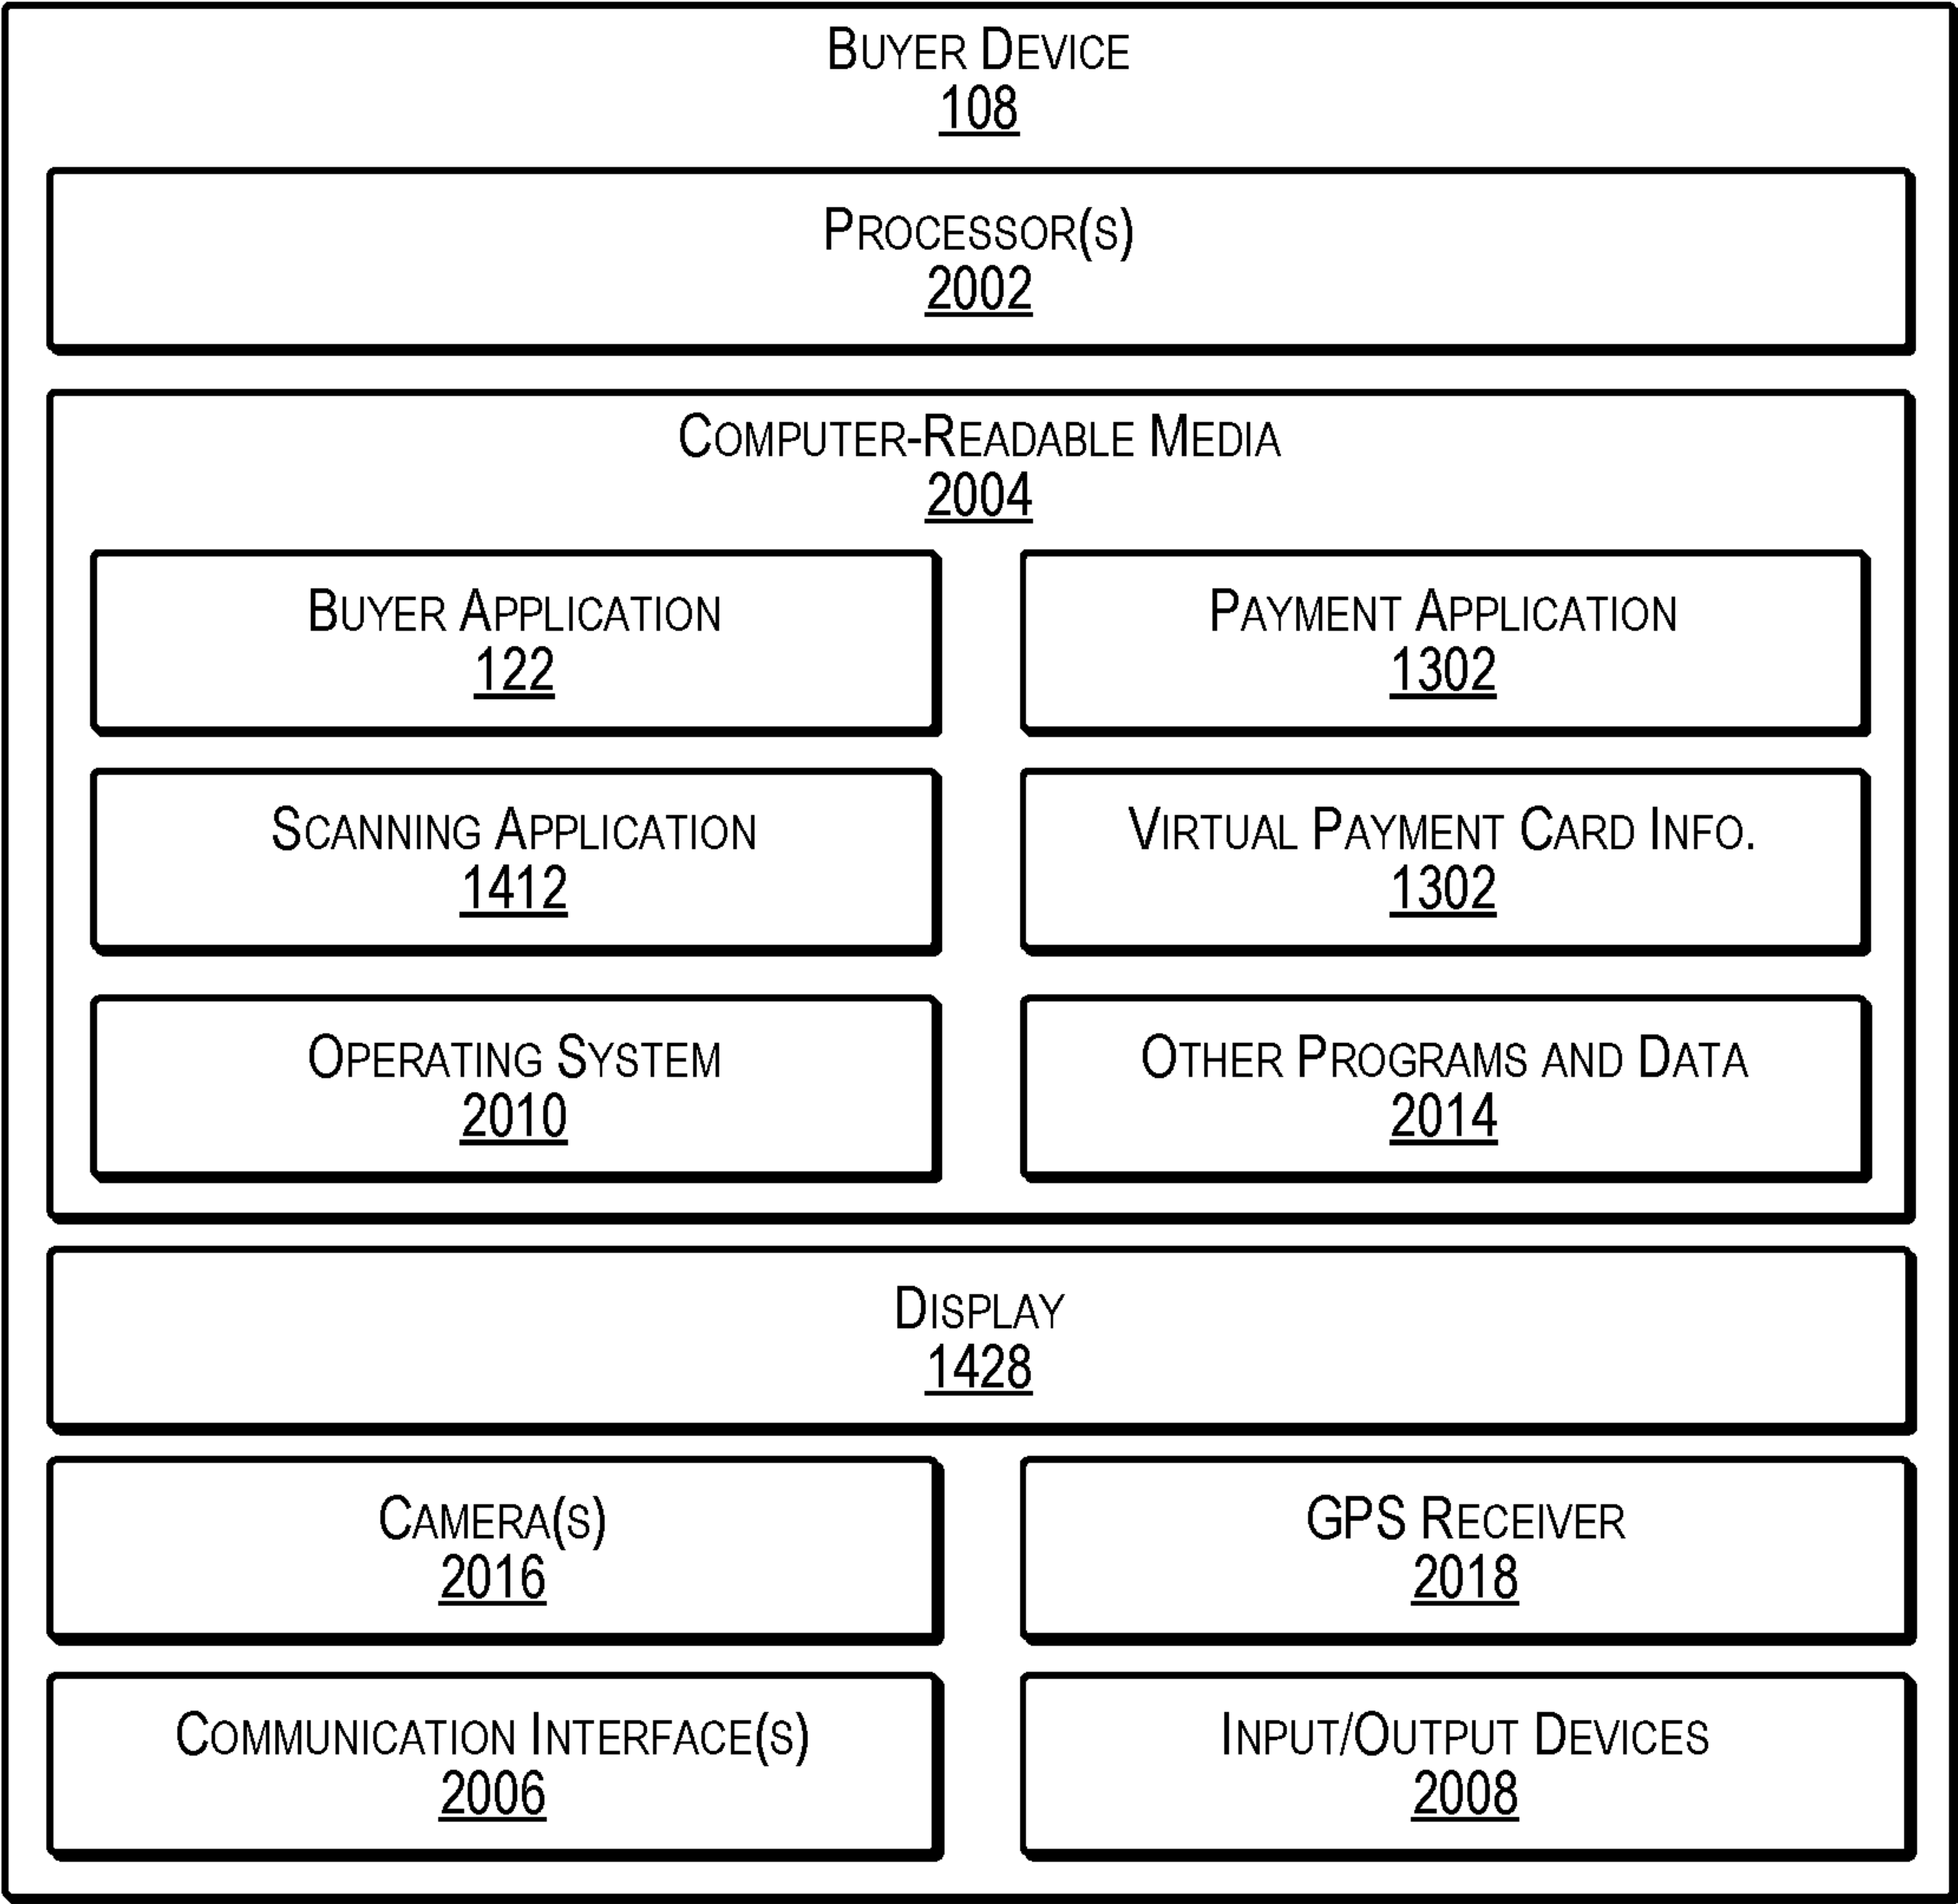 BUYER DEVICE
108
PROCESSOR(S)
2002
COMPUTER-READABLE MEDIA
2004
BUYER APPLICATION
122
PAYMENT APPLICATION
1302
SCANNING APPLICATION
1412
VIRTUAL PAYMENT CARD INFO.
1302
OPERATING SYSTEM
2010
OTHER PROGRAMS AND DATA
2014
DISPLAY
1428
CAMERA(S)
2016
GPS RECEIVER
2018
COMMUNICATION INTERFACE(S)
2006
INPUT/OUTPUT DEVICES
2008